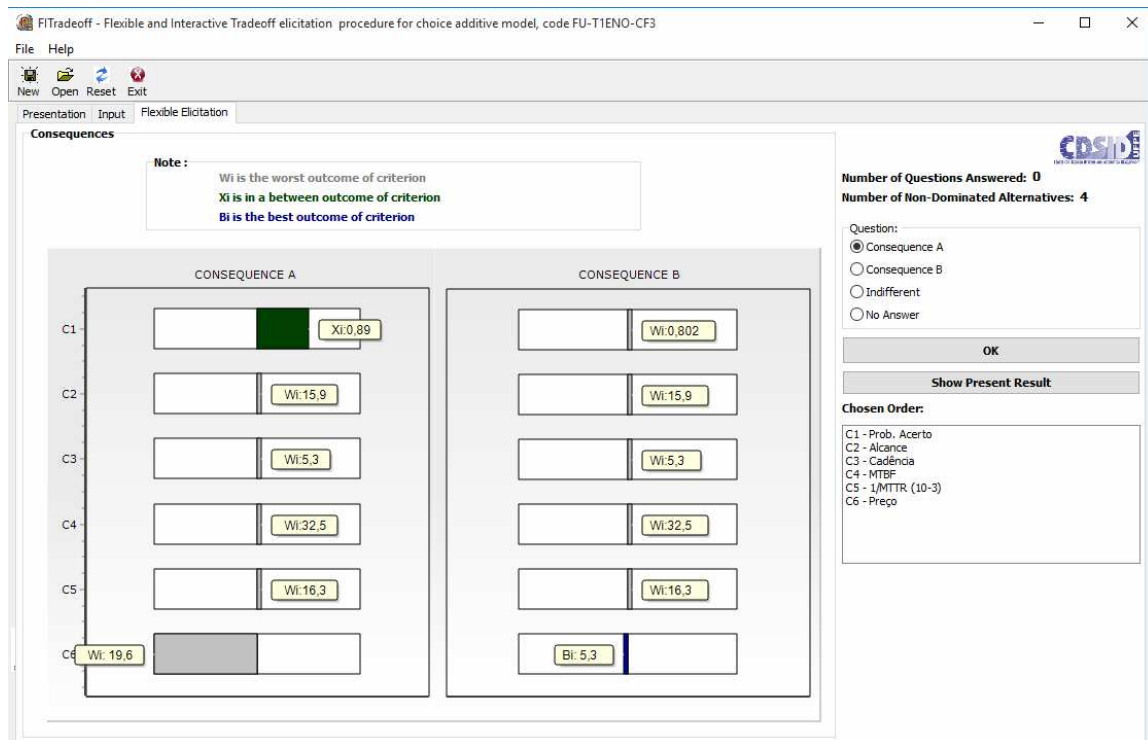 FITradeoff - Flexible and Interactive Tradeoff elicitation procedure for choice additive model, code FU-T1ENO-CF3
File Help
New Open Reset Exit
Presentation Input Flexible Elicitation
Consequences
Note :
Wi is the worst outcome of criterion
Xi is in a between outcome of criterion
Bi is the best outcome of criterion
CONSEQUENCE A
C1
Xi:0,89
C2
Wi:15,9
C3
Wi:5,3
C4
Wi:32,5
C5
Wi:16,3
C6
Wi: 19,6
CONSEQUENCE B
Wi:0,802
Wi:15,9
Wi:5,3
Wi:32,5
Wi:16,3
Bi: 5,3
CDSID
UFPE
Number of Questions Answered: 0
Number of Non-Dominated Alternatives: 4
Question:
Consequence A
Consequence B
Indifferent
No Answer
OK
Show Present Result
Chosen Order:
C1 - Prob. Acerto
C2 - Alcance
C3 - Cadência
C4 - MTBF
C5 - 1/MTTR (10-3)
C6 - Preço